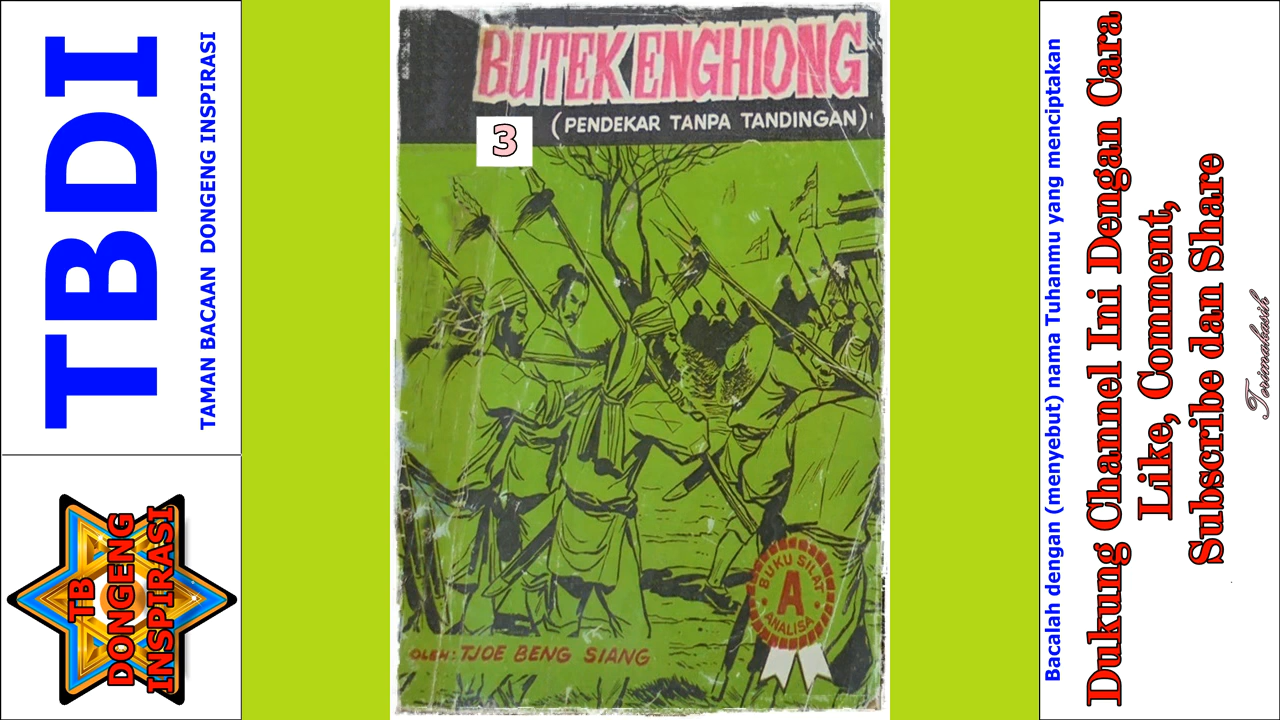 TBDI
TAMAN BACAAN DONGENG INSPIRASI
TB
DONGENG
INSPIRASI
BUTEK ENGHIONG
(PENDEKAR TANPA TANDINGAN)
3
BUKU SILAT
A
ANALISA
OLEH: TJOE BENG SIANG
Bacalah dengan (menyebut) nama Tuhanmu yang menciptakan
Dukung Channel Ini Dengan Cara
Like, Comment,
Subscribe dan Share
Terimakasih